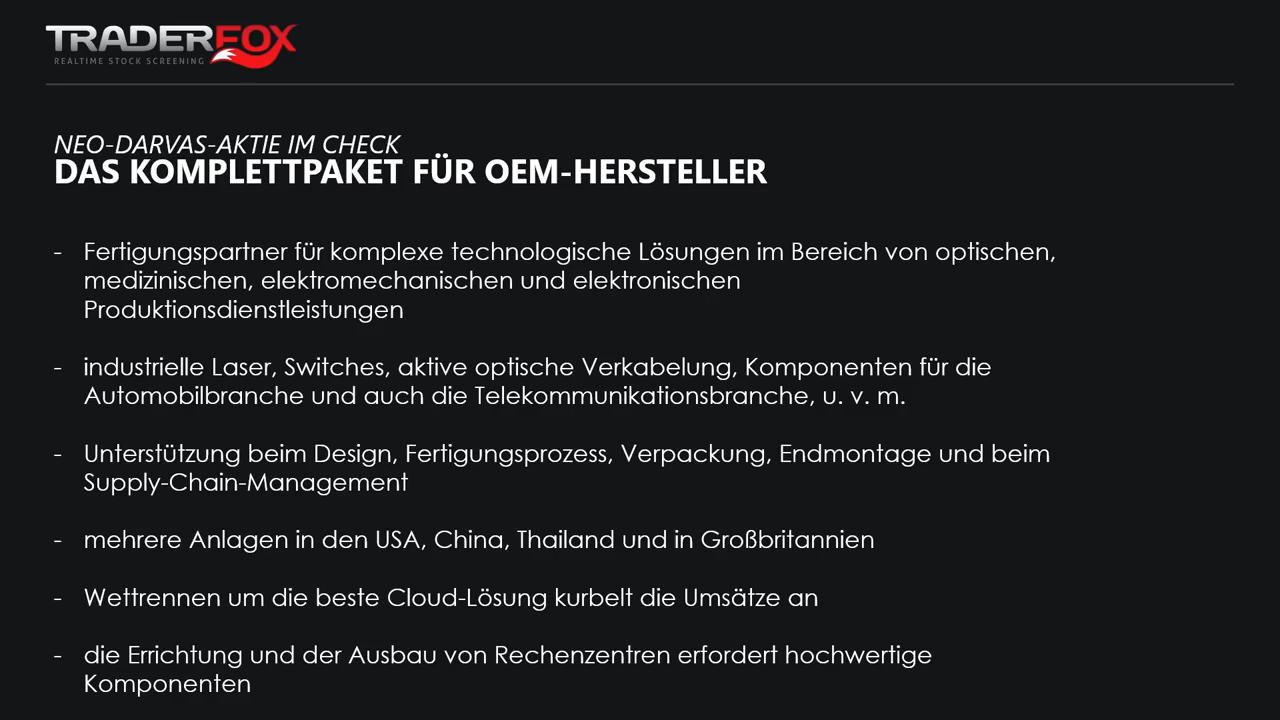 TRADERFOX
REALTIME STOCK SCREENING
NEO-DARVAS-AKTIE IM CHECK
DAS KOMPLETTPAKET FÜR OEM-HERSTELLER
- Fertigungspartner für komplexe technologische Lösungen im Bereich von optischen,
medizinischen, elektromechanischen und elektronischen
Produktionsdienstleistungen
- industrielle Laser, Switches, aktive optische Verkabelung, Komponenten für die
Automobilbranche und auch die Telekommunikationsbranche, u. v. m.
- Unterstützung beim Design, Fertigungsprozess, Verpackung, Endmontage und beim
Supply-Chain-Management
- mehrere Anlagen in den USA, China, Thailand und in Großbritannien
- Wettrennen um die beste Cloud-Lösung kurbelt die Umsätze an
- die Errichtung und der Ausbau von Rechenzentren erfordert hochwertige
Komponenten